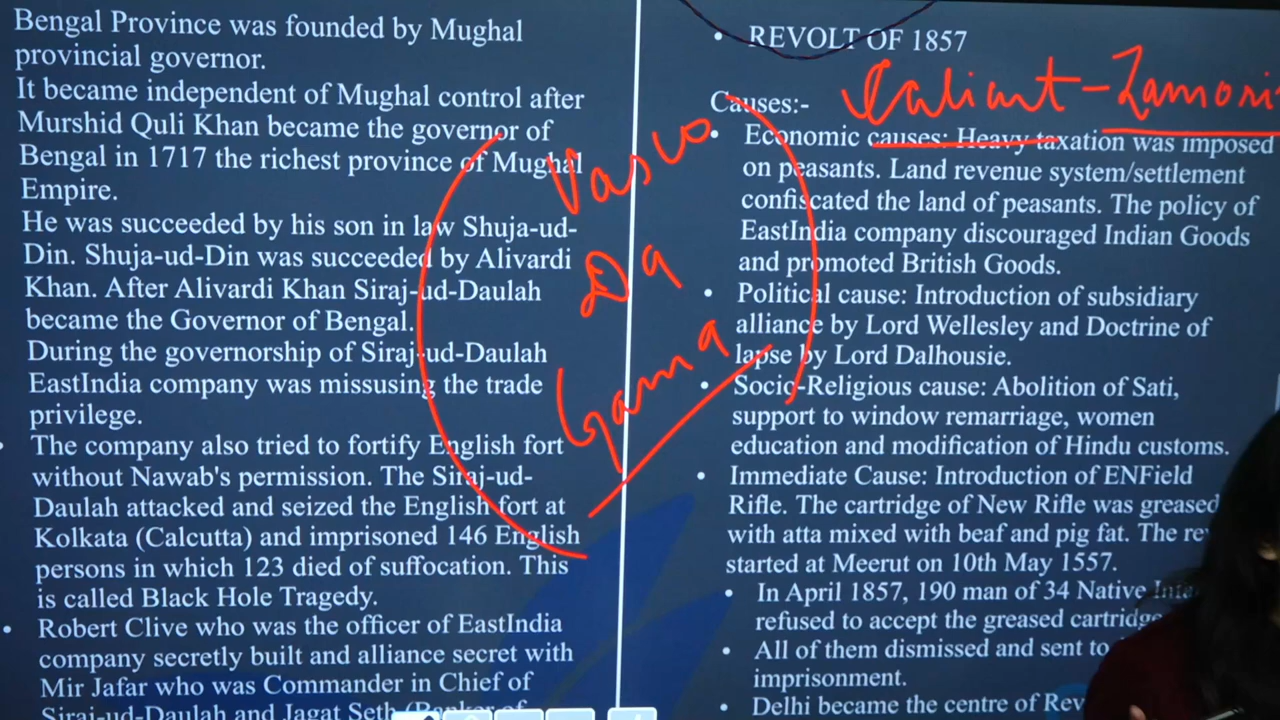 Bengal Province was founded by Mughal
provincial governor.
It became independent of Mughal control after
Murshid Quli Khan became the governor of
Bengal in 1717 the richest province of Mughal
Empire.
He was succeeded by his son in law Shuja-ud-
Din. Shuja-ud-Din was succeeded by Alivardi
Khan. After Alivardi Khan Siraj-ud-Daulah
became the Governor of Bengal.
During the governorship of Siraj-ud-Daulah
EastIndia company was missusing the trade
privilege.
The company also tried to fortify English fort
without Nawab's permission. The Siraj-ud-
Daulah attacked and seized the English fort at
Kolkata (Calcutta) and imprisoned 146 English
persons in which 123 died of suffocation. This
is called Black Hole Tragedy.
• Robert Clive who was the officer of EastIndia
company secretly built and alliance secret with
Mir Jafar who was Commander in Chief of
Siraj-ud-Daulah and Jagat Seth (Banker of
Vasco
Da
Gama
• REVOLT OF 1857
Causes:-
• Economic causes: Heavy taxation was imposed
on peasants. Land revenue system/settlement
confiscated the land of peasants. The policy of
EastIndia company discouraged Indian Goods
and promoted British Goods.
• Political cause: Introduction of subsidiary
alliance by Lord Wellesley and Doctrine of
lapse by Lord Dalhousie.
• Socio-Religious cause: Abolition of Sati,
support to window remarriage, women
education and modification of Hindu customs.
• Immediate Cause: Introduction of ENField
Rifle. The cartridge of New Rifle was greased
with atta mixed with beaf and pig fat. The
started at Meerut on 10th May 1557.
• In April 1857, 190 man of 34 Native
refused to accept the greased cartridge
• All of them dismissed and sent to
imprisonment.
• Delhi became the centre of